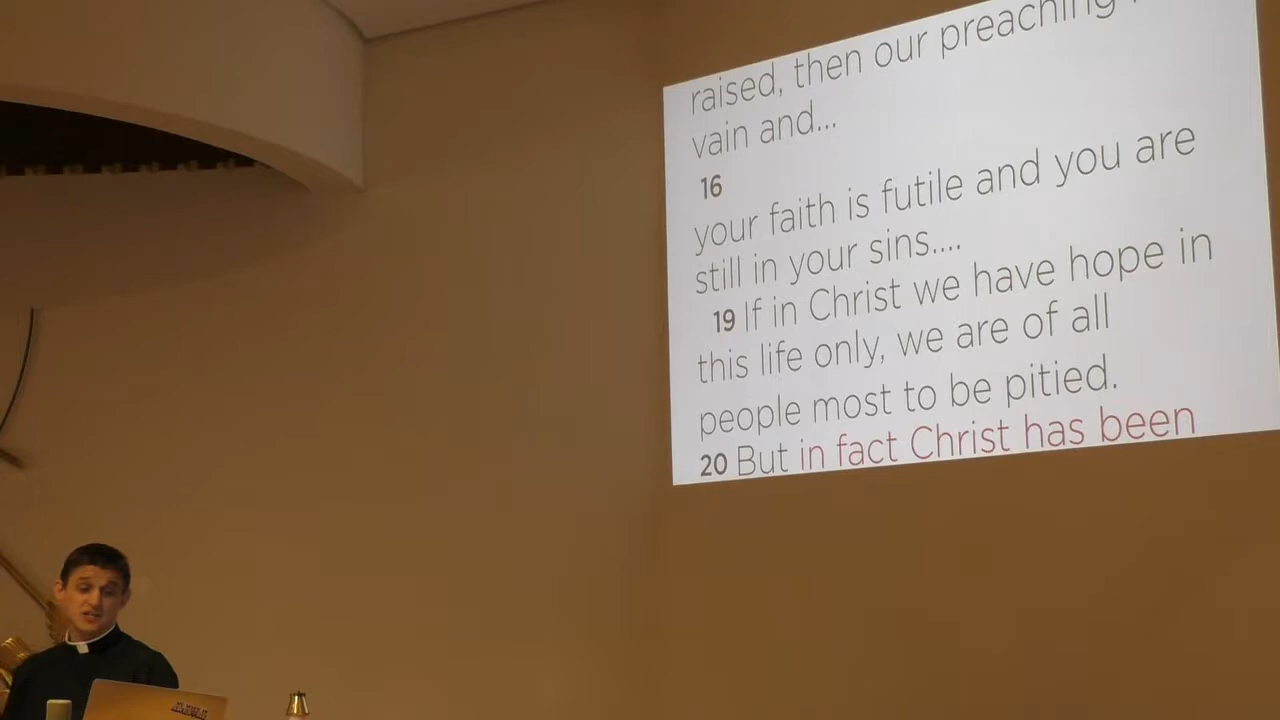 raised, then our preaching
vain and...
16
your faith is futile and you are
still in your sins....
19 If in Christ we have hope in
this life only, we are of all
people most to be pitied.
20 But in fact Christ has been